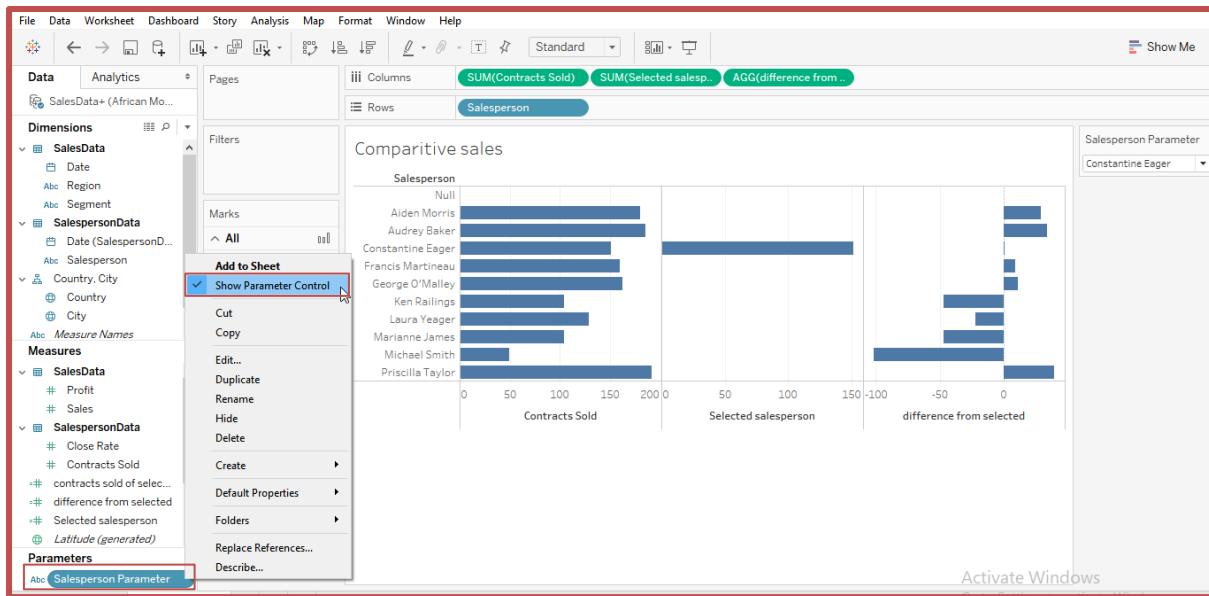 File Data Worksheet Dashboard Story Analysis Map Format Window Help
Standard
Show Me
Data Analytics
SalesData+ (African Mo...
Dimensions
SalesData
Date
Abc Region
Abc Segment
SalespersonData
Date (SalespersonD...
Abc Salesperson
Country, City
Country
City
Abc Measure Names
Measures
SalesData
# Profit
# Sales
SalespersonData
# Close Rate
# Contracts Sold
=# contracts sold of selec...
=# difference from selected
=# Selected salesperson
Latitude (generated)
Parameters
Abc Salesperson Parameter
Pages
Filters
Marks
All
Add to Sheet
Show Parameter Control
Cut
Copy
Edit...
Duplicate
Rename
Hide
Delete
Create
Default Properties
Folders
Replace References...
Describe...
iii Columns SUM(Contracts Sold) SUM(Selected salesp.. AGG(difference from ..
Rows Salesperson
Comparitive sales
Salesperson
Null
Aiden Morris
Audrey Baker
Constantine Eager
Francis Martineau
George O'Malley
Ken Railings
Laura Yeager
Marianne James
Michael Smith
Priscilla Taylor
0 50 100 150 200 0 50 100 150 -100 -50 0
Contracts Sold Selected salesperson difference from selected
Salesperson Parameter
Constantine Eager
Activate Windows